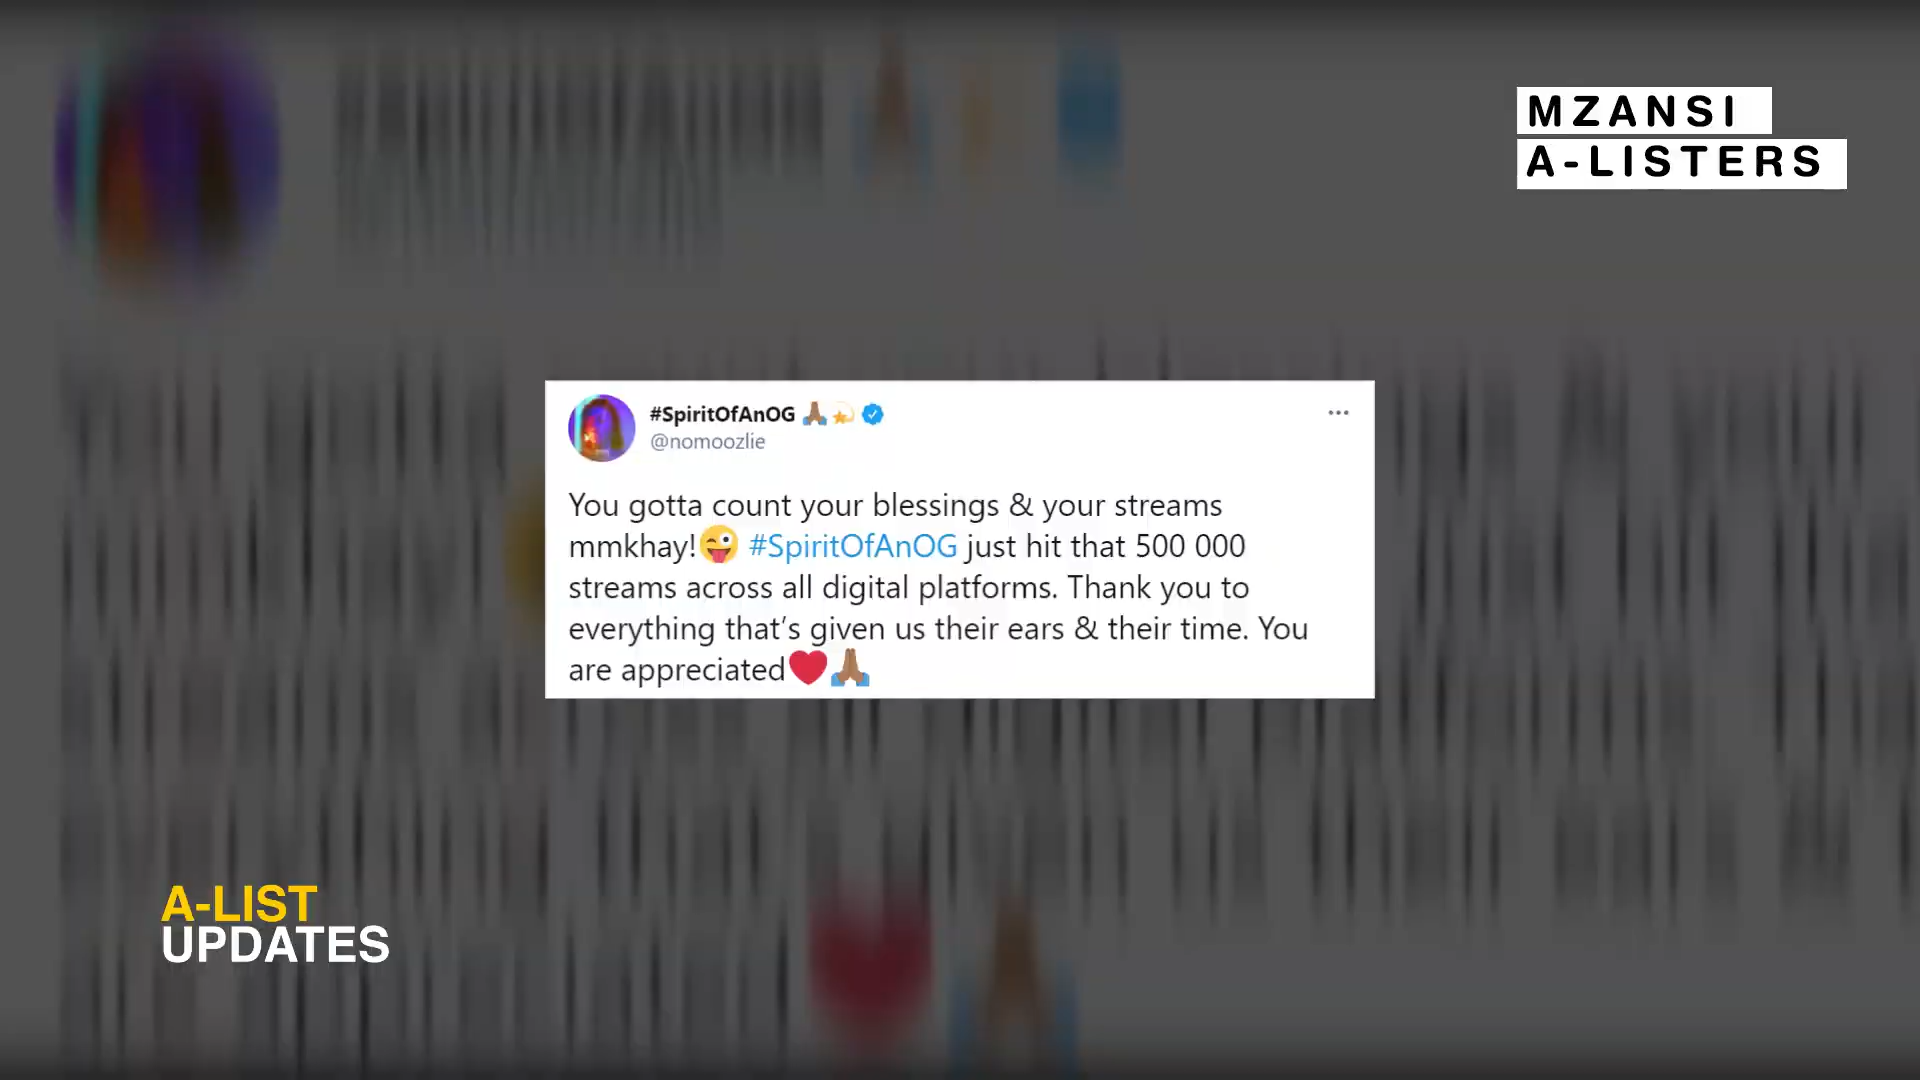 MZANSI
A-LISTERS
#SpiritOfAnOG 🙏🏽💫
@nomoozlie
You gotta count your blessings & your streams
mmkhay!😜 #SpiritOfAnOG just hit that 500 000
streams across all digital platforms. Thank you to
everything that's given us their ears & their time. You
are appreciated❤️🙏🏽
A-LIST
UPDATES